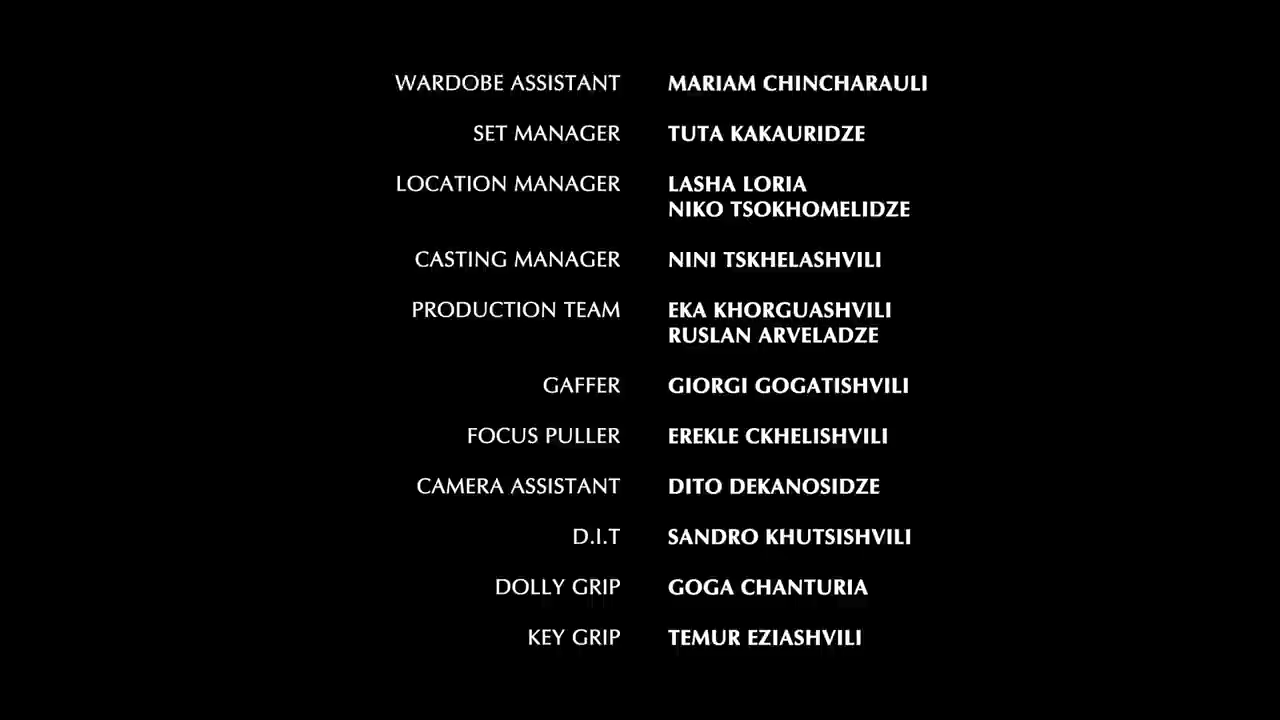 WARDOBE ASSISTANT MARIAM CHINCHARAULI
SET MANAGER TUTA KAKAURIDZE
LOCATION MANAGER LASHA LORIA
NIKO TSOKHOMELIDZE
CASTING MANAGER NINI TSKHELASHVILI
PRODUCTION TEAM EKA KHORGUASHVILI
RUSLAN ARVELADZE
GAFFER GIORGI GOGATISHVILI
FOCUS PULLER EREKLE CKHELISHVILI
CAMERA ASSISTANT DITO DEKANOSIDZE
D.I.T SANDRO KHUTSISHVILI
DOLLY GRIP GOGA CHANTURIA
KEY GRIP TEMUR EZIASHVILI